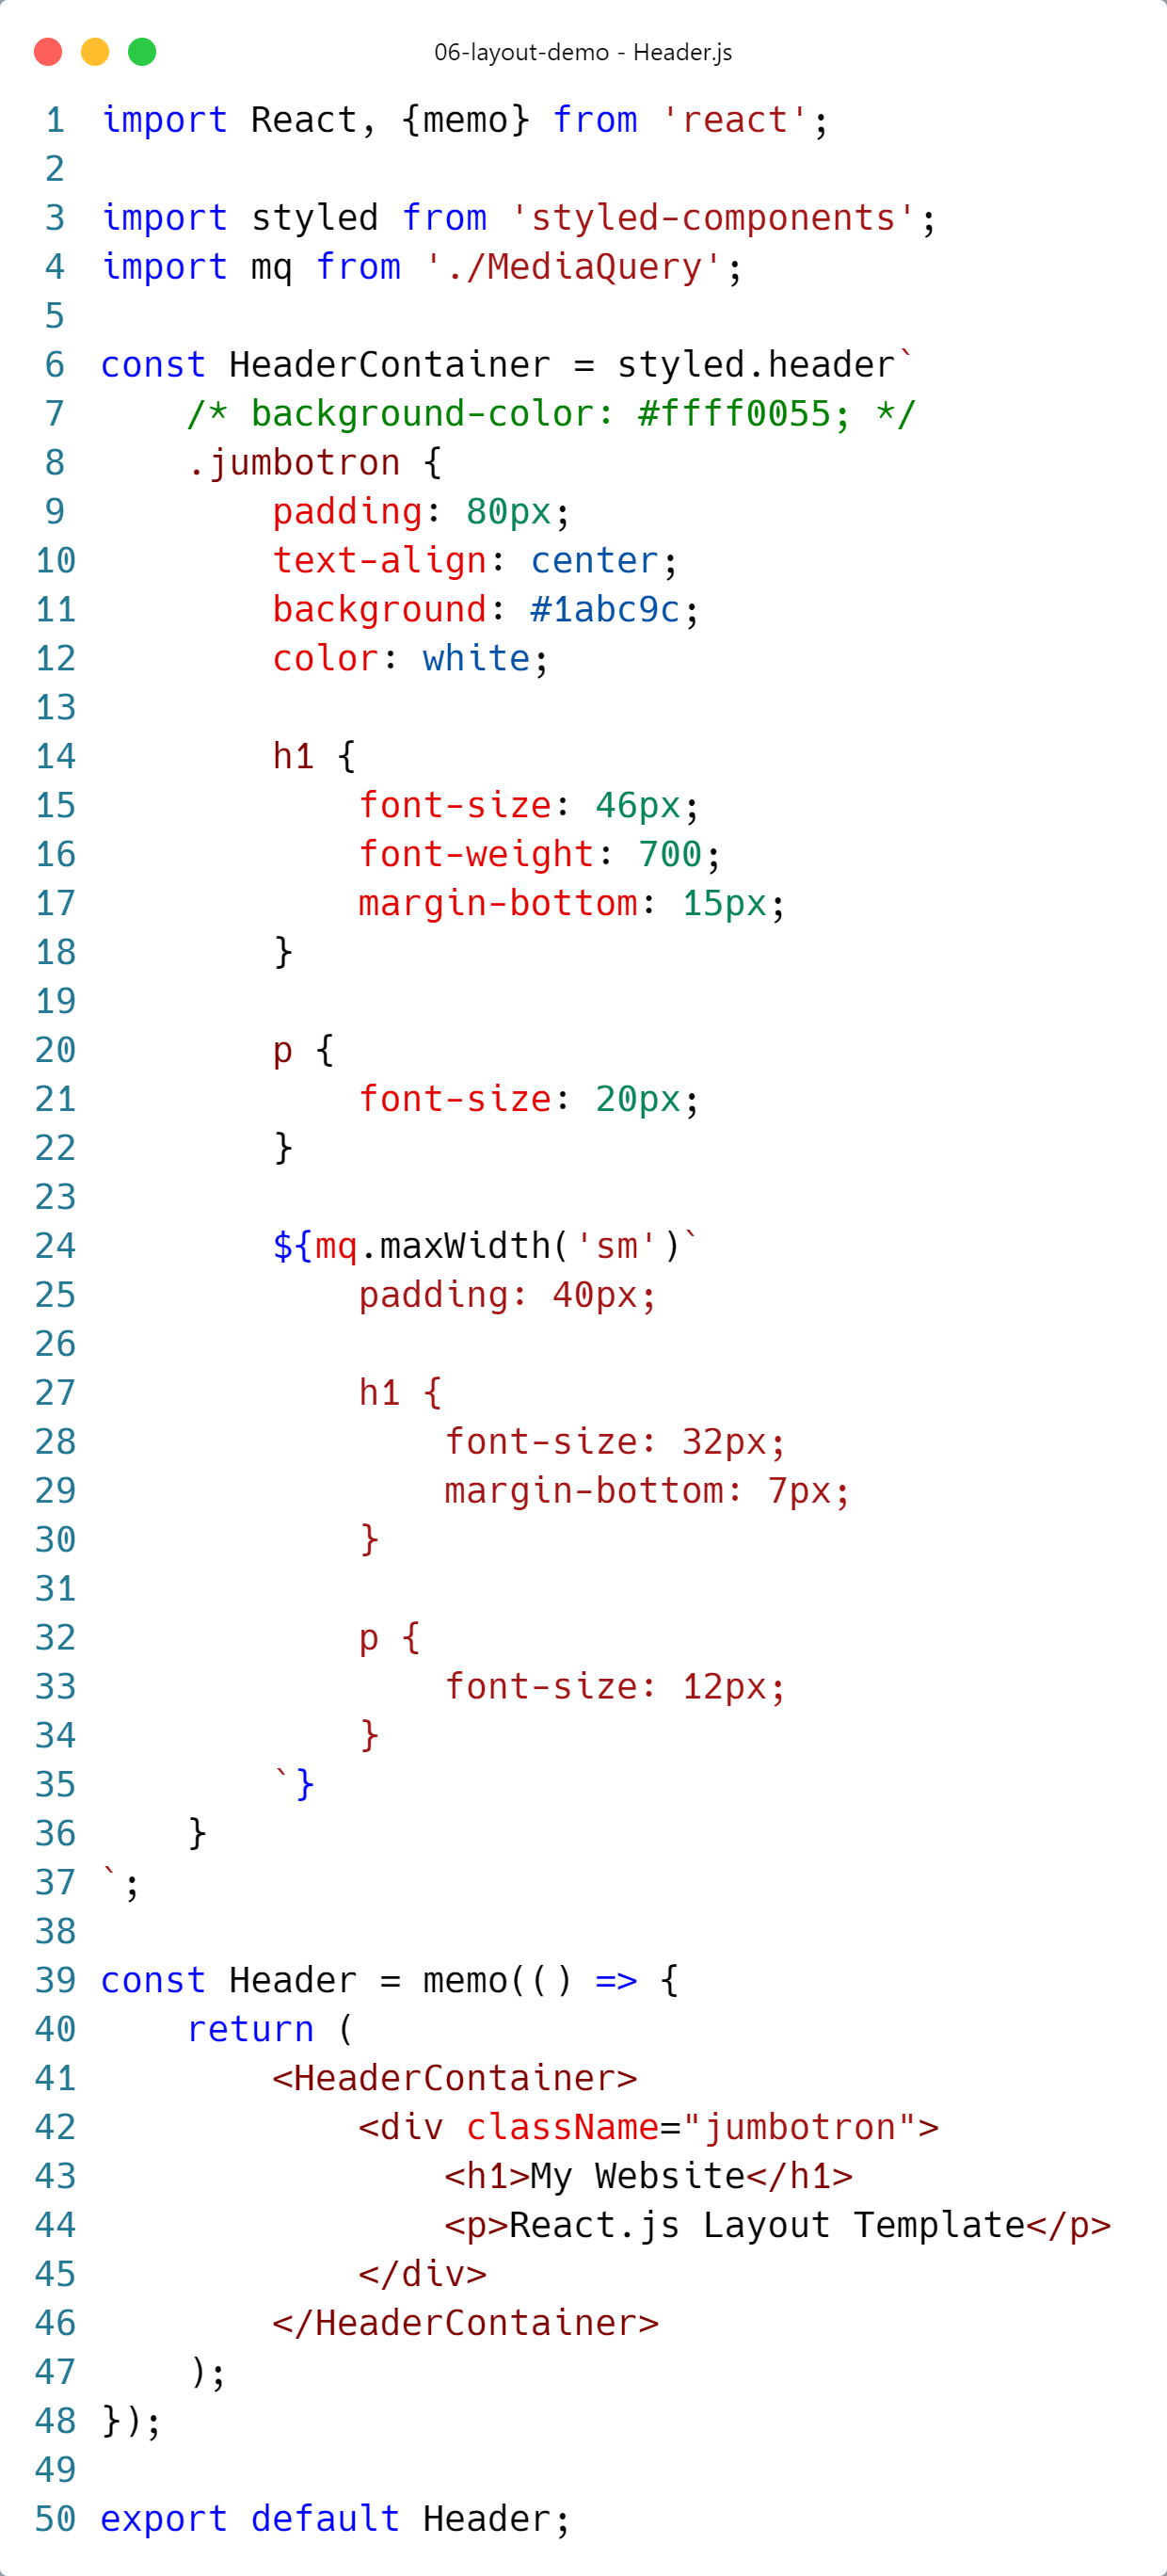 06-layout-demo - Header.js
1 import React, {memo} from 'react';
2
3 import styled from 'styled-components';
4 import mq from './MediaQuery';
5
6 const HeaderContainer = styled.header`
7     /* background-color: #ffff0055; */
8     .jumbotron {
9         padding: 80px;
10         text-align: center;
11         background: #1abc9c;
12         color: white;
13
14         h1 {
15             font-size: 46px;
16             font-weight: 700;
17             margin-bottom: 15px;
18         }
19
20         p {
21             font-size: 20px;
22         }
23
24         ${mq.maxWidth('sm')`
25             padding: 40px;
26
27             h1 {
28                 font-size: 32px;
29                 margin-bottom: 7px;
30             }
31
32             p {
33                 font-size: 12px;
34             }
35         `}
36     }
37 `;
38
39 const Header = memo(() => {
40     return (
41         <HeaderContainer>
42             <div className="jumbotron">
43                 <h1>My Website</h1>
44                 <p>React.js Layout Template</p>
45             </div>
46         </HeaderContainer>
47     );
48 });
49
50 export default Header;